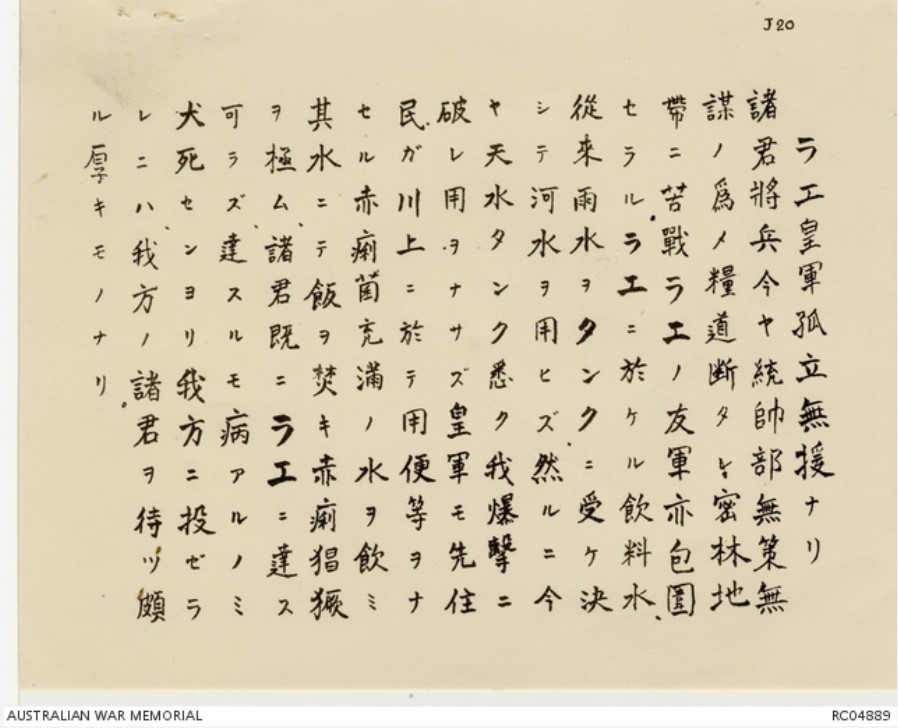 J20
ラエ皇軍孤立無援ナリ
諸君將兵今ヤ統帥部無策無
謀ノ爲メ糧道断タレ密林地
帶ニ苦戰ラエノ友軍亦包圍
セラル。ラエニ於ケル飲料水、
從來雨水ヲタンクニ受ケ決
シテ河水ヲ用ヒズ、然ルニ今
ヤ天水タンク悉ク我爆擊ニ
破レ用ヲナサズ皇軍モ先住
民ガ川上ニ於テ用便等ヲナ
セル赤痢菌充滿ノ水ヲ飲ミ
其水ニテ飯ヲ焚キ赤痢猖獗
ヲ極ム、諸君既ニラエニ達ス
可ラズ、達スルモ病アルノミ
犬死センヨリ我方ニ投ゼラ
レニハ、我方ノ諸君ヲ待ツ頗
ル厚キモノナリ。
AUSTRALIAN WAR MEMORIAL
RC04889